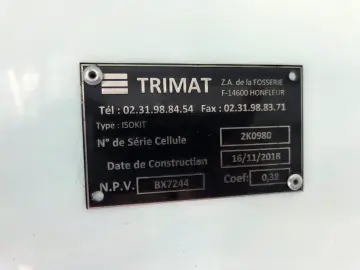 TRIMAT
Z.A. de la FOSSERIE
F-14600 HONFLEUR
Tél : 02.31.98.84.54 Fax : 02.31.98.83.71
Type : ISOKIT
N° de Série Cellule 2K0980
Date de Construction 16/11/2018
N.P.V. BX7244 Coef: 0,39